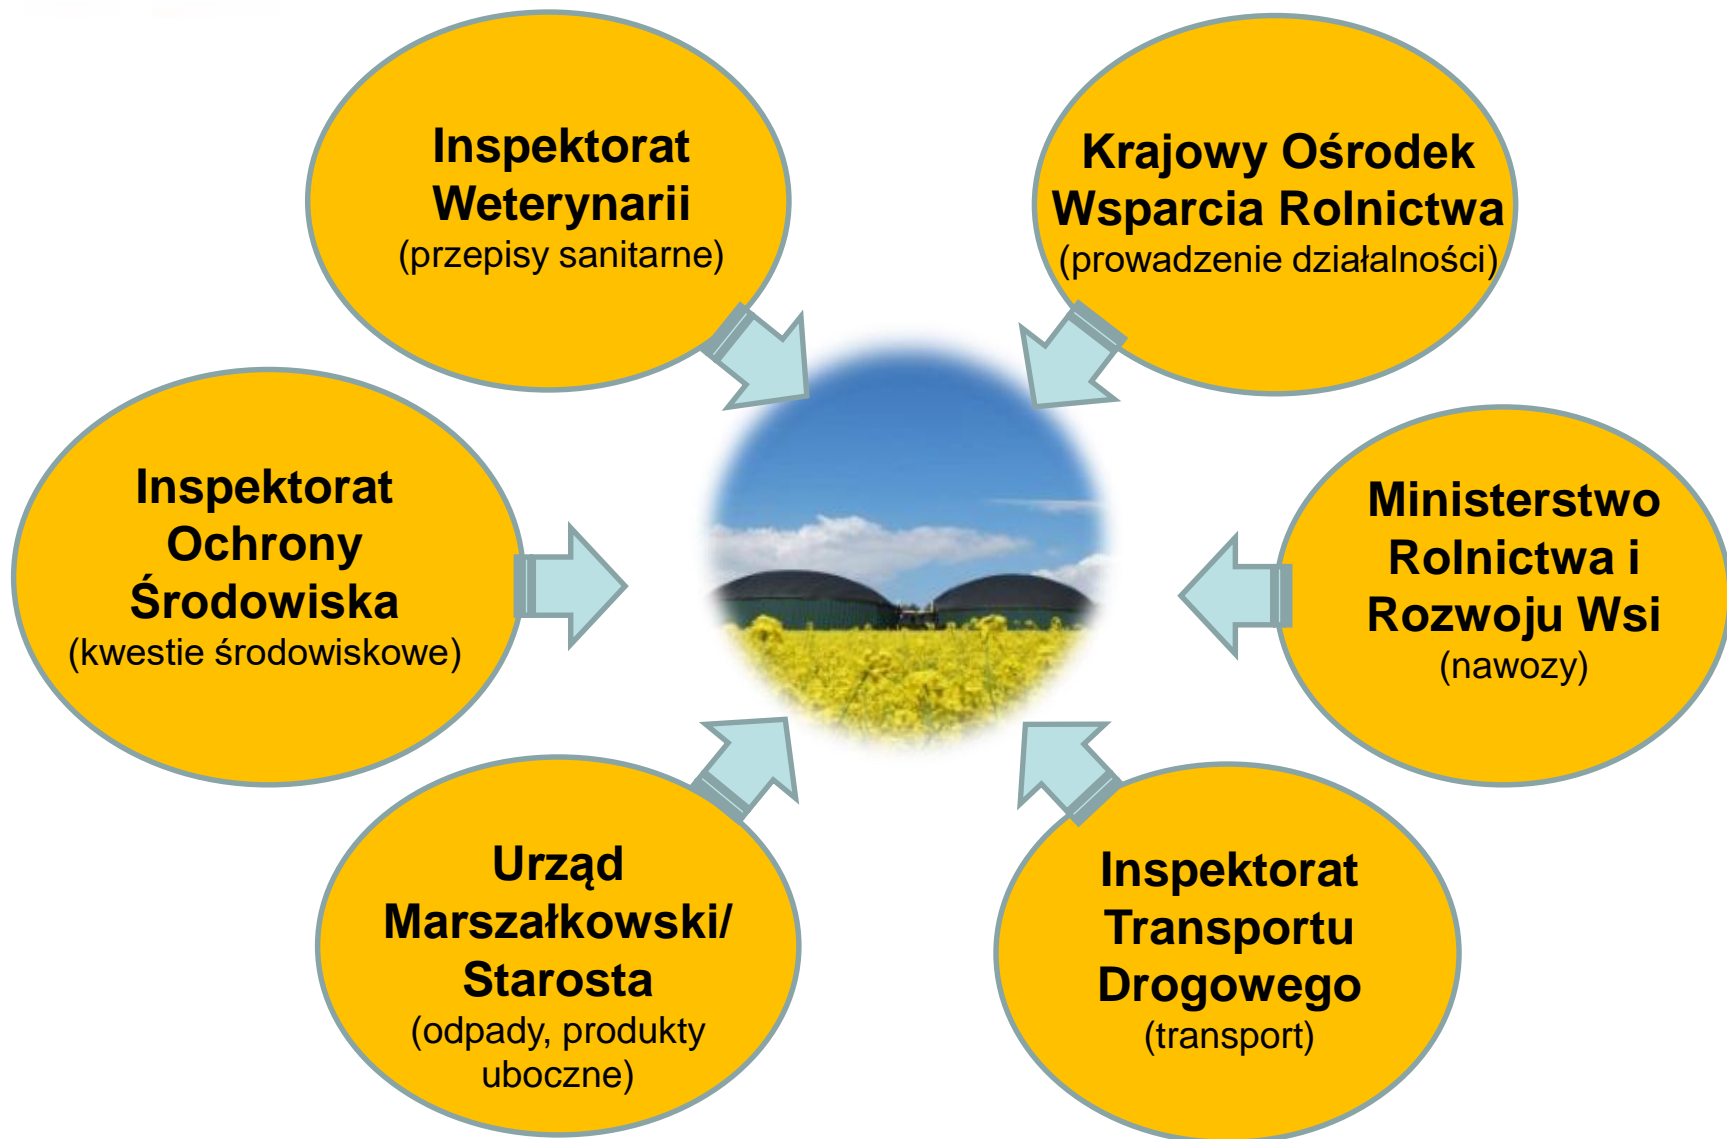 Inspektorat
Weterynarii
(przepisy sanitarne)
Krajowy Ośrodek
Wsparcia Rolnictwa
(prowadzenie działalności)
Inspektorat
Ochrony
Środowiska
(kwestie środowiskowe)
Ministerstwo
Rolnictwa i
Rozwoju Wsi
(nawozy)
Urząd
Marszałkowski/
Starosta
(odpady, produkty
uboczne)
Inspektorat
Transportu
Drogowego
(transport)